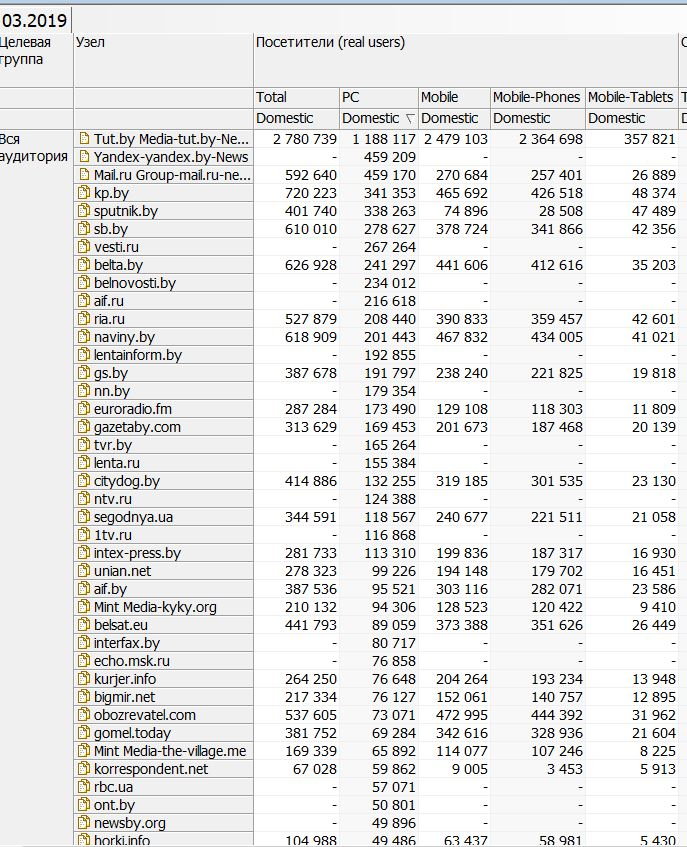 03.2019
Целевая группа Узел Посетители (real users)
Total PC Mobile Mobile-Phones Mobile-Tablets
Domestic Domestic Domestic Domestic Domestic
Вся аудитория Tut.by Media-tut.by-Ne... 2 780 739 1 188 117 2 479 103 2 364 698 357 821
Yandex-yandex.by-News - 459 209 - - -
Mail.ru Group-mail.ru-ne... 592 640 459 170 270 684 257 401 26 889
kp.by 720 223 341 353 465 692 426 518 48 374
sputnik.by 401 740 338 263 74 896 28 508 47 489
sb.by 610 010 278 627 378 724 341 866 42 356
vesti.ru - 267 264 - - -
belta.by 626 928 241 297 441 606 412 616 35 203
belnovosti.by - 234 012 - - -
aif.ru - 216 618 - - -
ria.ru 527 879 208 440 390 833 359 457 42 601
naviny.by 618 909 201 443 467 832 434 005 41 021
lentainform.by - 192 855 - - -
gs.by 387 678 191 797 238 240 221 825 19 818
nn.by - 179 354 - - -
euroradio.fm 287 284 173 490 129 108 118 303 11 809
gazetaby.com 313 629 169 453 201 673 187 468 20 139
tvr.by - 165 264 - - -
lenta.ru - 155 384 - - -
citydog.by 414 886 132 255 319 185 301 535 23 130
ntv.ru - 124 388 - - -
segodnya.ua 344 591 118 567 240 677 221 511 21 058
1tv.ru - 116 868 - - -
intex-press.by 281 733 113 310 199 836 187 317 16 930
unian.net 278 323 99 226 194 148 179 702 16 451
aif.by 387 536 95 521 303 116 282 071 23 586
Mint Media-kyky.org 210 132 94 306 128 523 120 422 9 410
belsat.eu 441 793 89 059 373 388 351 626 26 449
interfax.by - 80 717 - - -
echo.msk.ru - 76 858 - - -
kurjer.info 264 250 76 648 204 264 193 234 13 948
bigmir.net 217 334 76 127 152 061 140 757 12 895
obozrevatel.com 537 605 73 071 472 995 444 392 31 962
gomel.today 381 752 69 284 342 616 328 936 21 604
Mint Media-the-village.me 169 339 65 892 114 077 107 246 8 225
korrespondent.net 67 028 59 862 9 005 3 453 5 913
rbc.ua - 57 071 - - -
ont.by - 50 801 - - -
newsby.org - 49 896 - - -
horki.info 104 988 49 486 63 437 58 981 5 430